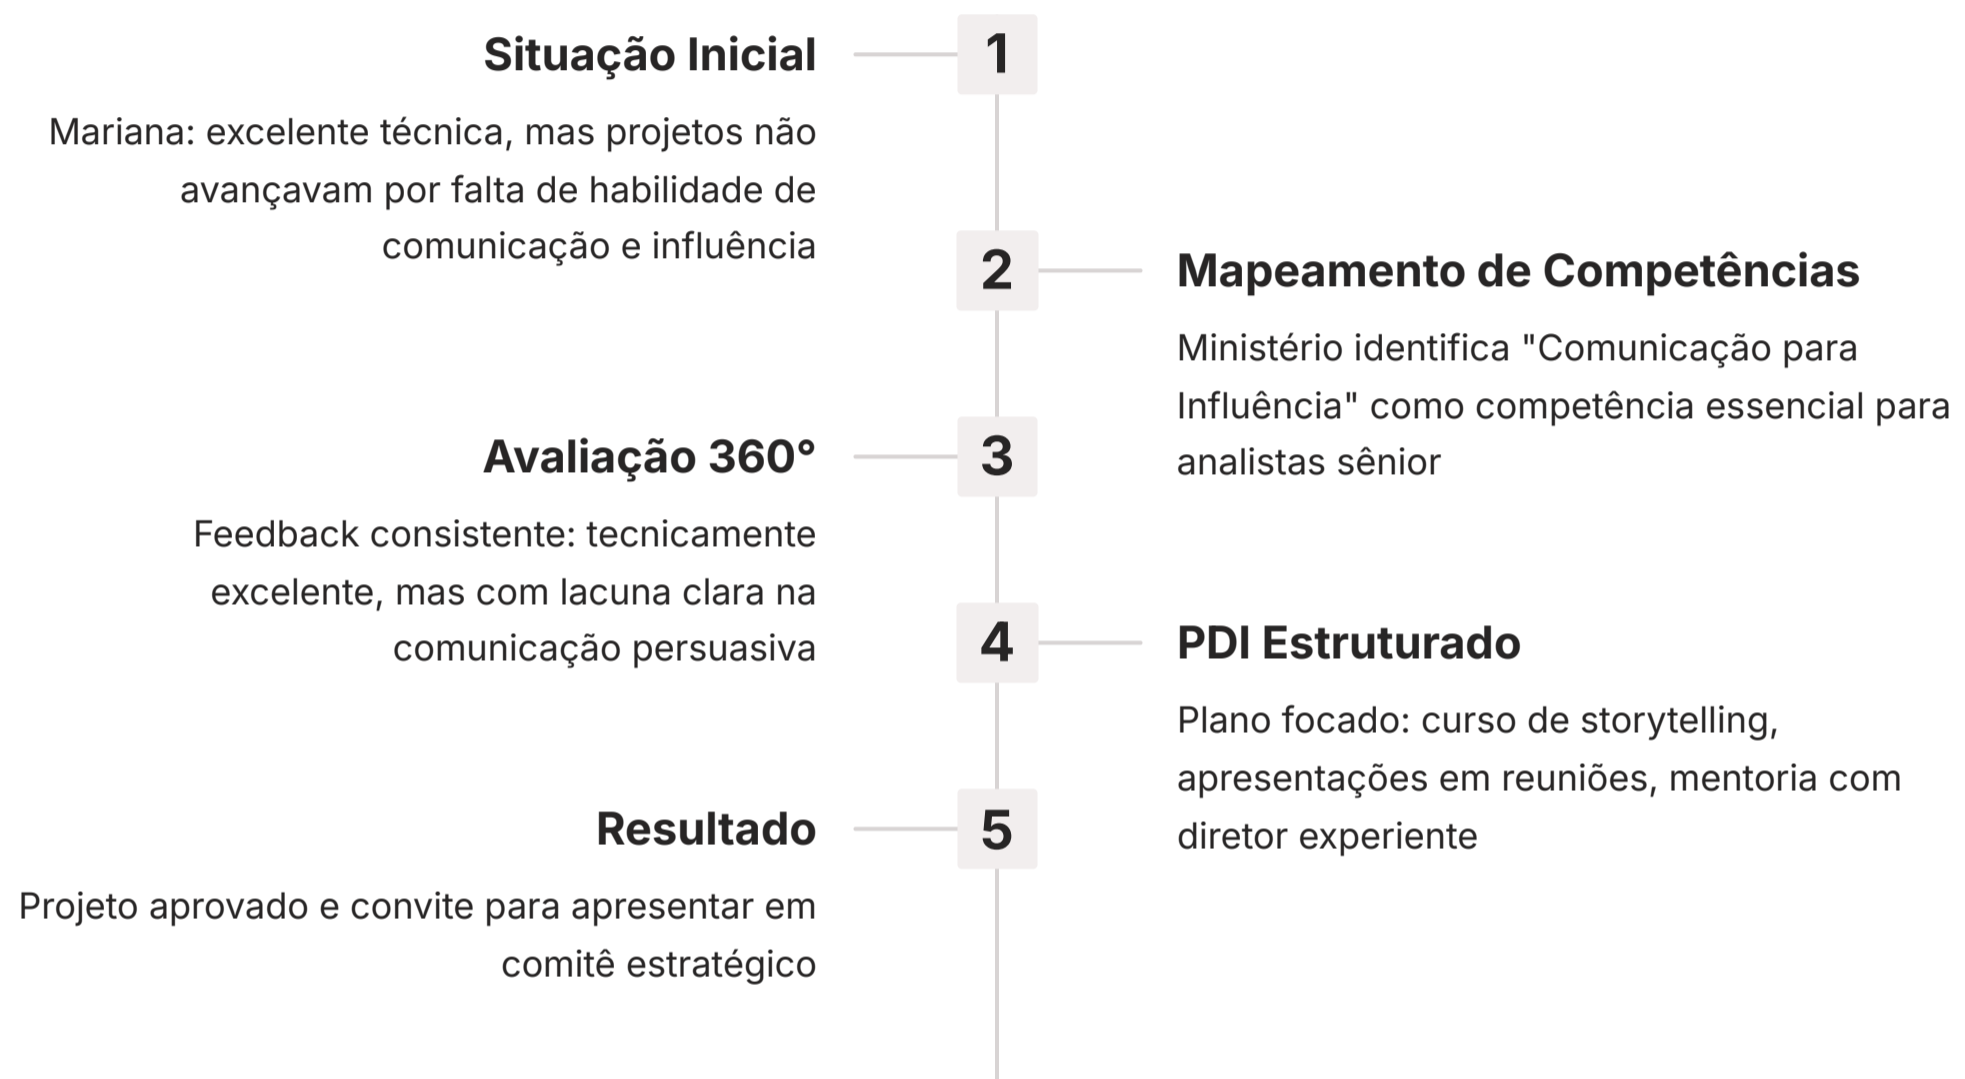 Situação Inicial
1
Mariana: excelente técnica, mas projetos não
avançavam por falta de habilidade de
comunicação e influência
2
Mapeamento de Competências
Ministério identifica "Comunicação para
Influência" como competência essencial para
analistas sênior
Avaliação 360°
3
Feedback consistente: tecnicamente
excelente, mas com lacuna clara na
comunicação persuasiva
4
PDI Estruturado
Plano focado: curso de storytelling,
apresentações em reuniões, mentoria com
diretor experiente
Resultado
5
Projeto aprovado e convite para apresentar em
comitê estratégico